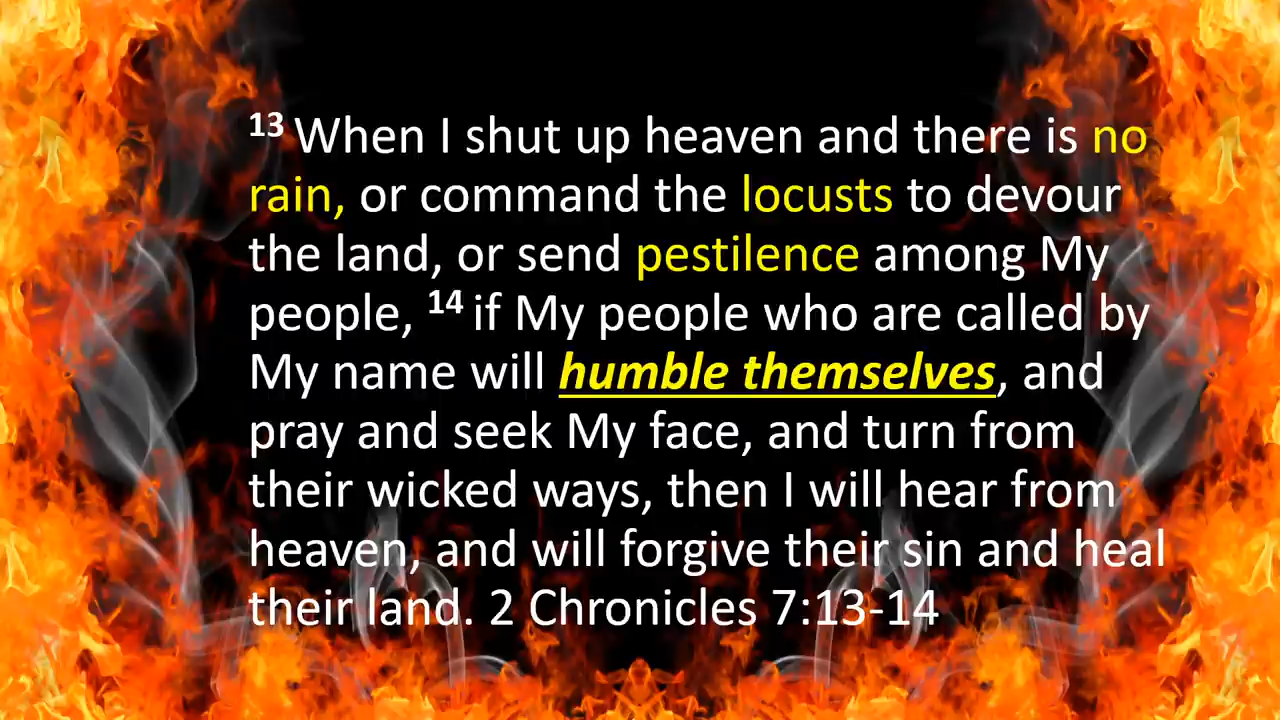 13 When I shut up heaven and there is no
rain, or command the locusts to devour
the land, or send pestilence among My
people, 14 if My people who are called by
My name will humble themselves, and
pray and seek My face, and turn from
their wicked ways, then I will hear from
heaven, and will forgive their sin and heal
their land. 2 Chronicles 7:13-14